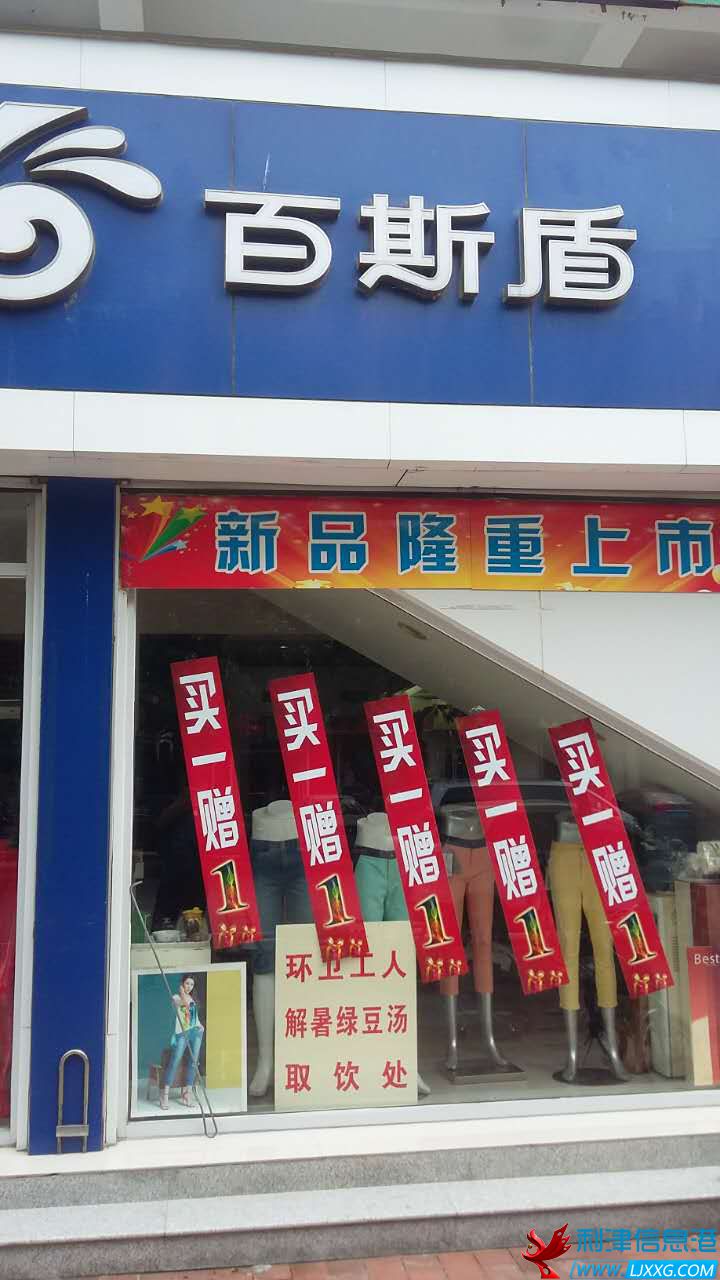 百斯盾
新品隆重上市
买一赠1
买一赠1
买一赠1
买一赠1
买一赠1
环卫工人
解暑绿豆汤
取饮处
Best
利津信息港
/www.LJXXG.COM